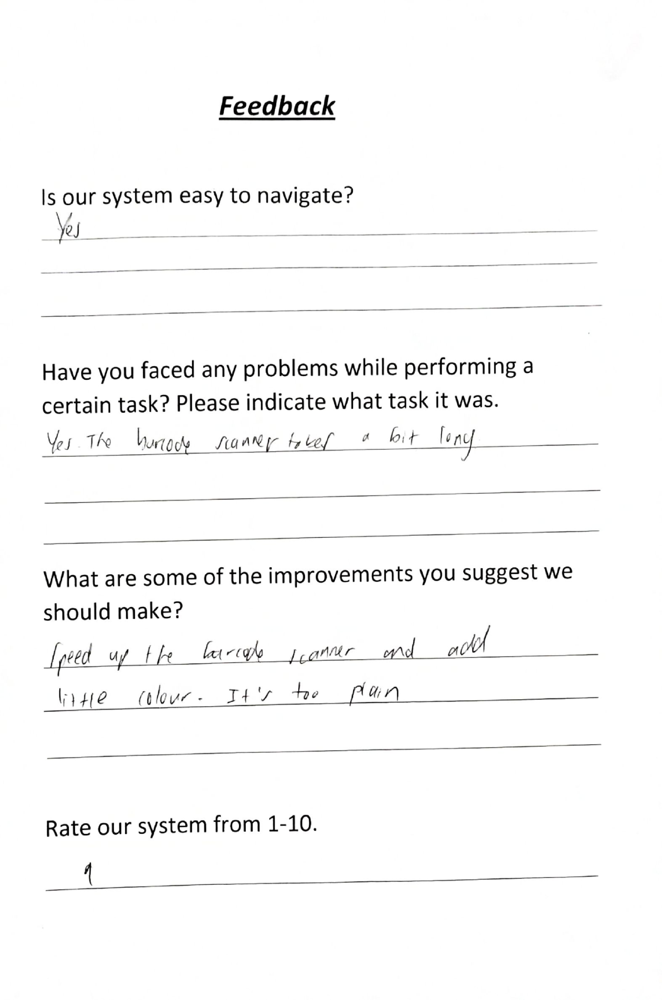 Feedback
Is our system easy to navigate?
Yes
Have you faced any problems while performing a
certain task? Please indicate what task it was.
Yes. The barcode scanner takes a bit long.
What are some of the improvements you suggest we
should make?
Speed up the barcode scanner and add
little colour. It's too plain
Rate our system from 1-10.
9